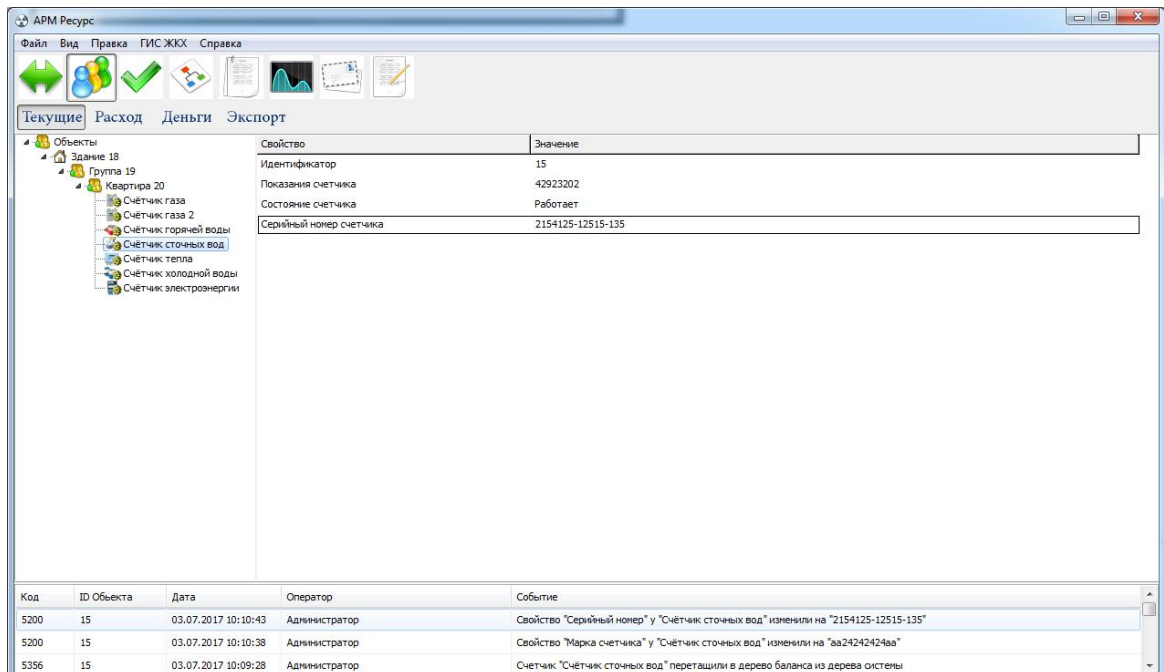 АРМ Ресурс
Файл Вид Правка ГИС ЖКХ Справка
Текущие Расход Деньги Экспорт
Объекты
Здание 18
Группа 19
Квартира 20
Счётчик газа
Счётчик газа 2
Счётчик горячей воды
Счётчик сточных вод
Счётчик тепла
Счётчик холодной воды
Счётчик электроэнергии
Свойство Значение
Идентификатор 15
Показания счетчика 42923202
Состояние счетчика Работает
Серийный номер счетчика 2154125-12515-135
Код ID Обьекта Дата Оператор Событие
5200 15 03.07.2017 10:10:43 Администратор Свойство "Серийный номер" у "Счётчик сточных вод" изменили на "2154125-12515-135"
5200 15 03.07.2017 10:10:38 Администратор Свойство "Марка счетчика" у "Счётчик сточных вод" изменили на "аа24242424аа"
5356 15 03.07.2017 10:09:28 Администратор Счетчик "Счётчик сточных вод" перетащили в дерево баланса из дерева системы